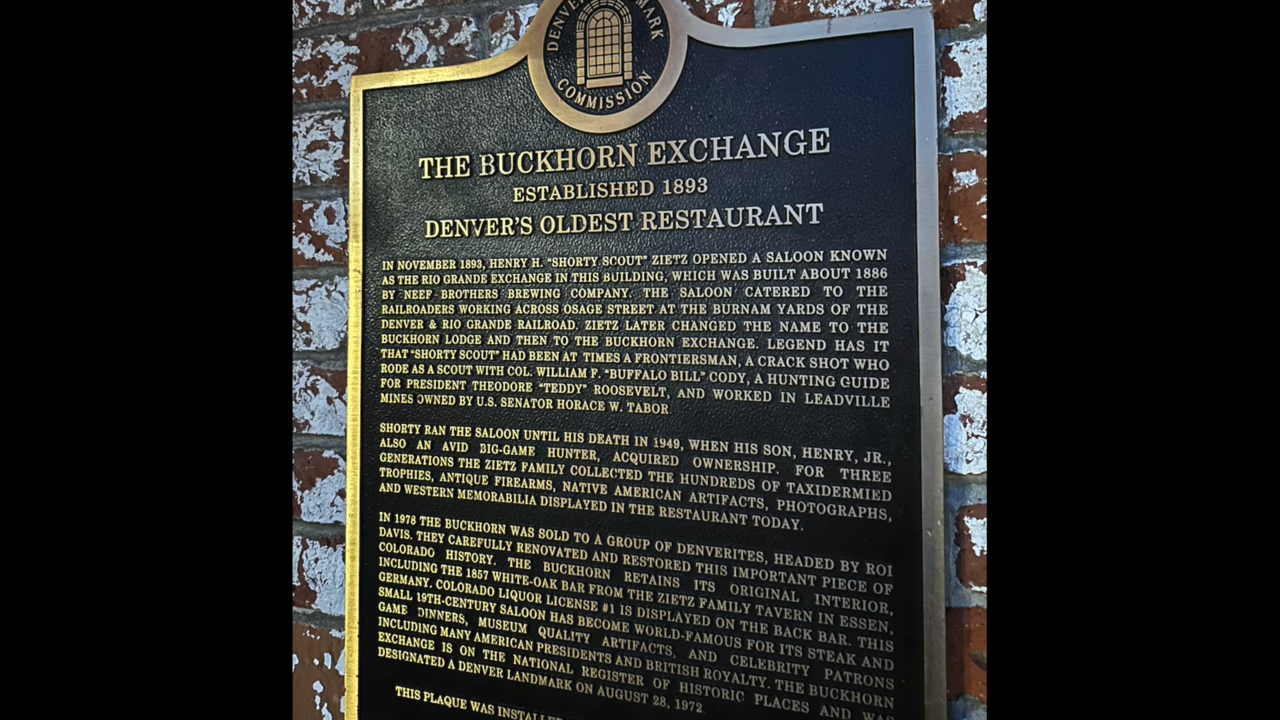 DENVER MARK
COMMISSION
THE BUCKHORN EXCHANGE
ESTABLISHED 1893
DENVER'S OLDEST RESTAURANT
IN NOVEMBER 1893, HENRY H. "SHORTY SCOUT" ZIETZ OPENED A SALOON KNOWN
AS THE RIO GRANDE EXCHANGE IN THIS BUILDING, WHICH WAS BUILT ABOUT 1886
BY NEEF BROTHERS BREWING COMPANY. THE SALOON CATERED TO THE
RAILROADERS WORKING ACROSS OSAGE STREET AT THE BURNAM YARDS OF THE
DENVER & RIO GRANDE RAILROAD. ZIETZ LATER CHANGED THE NAME TO THE
BUCKHORN LODGE AND THEN TO THE BUCKHORN EXCHANGE. LEGEND HAS IT
THAT "SHORTY SCOUT" HAD BEEN AT TIMES A FRONTIERSMAN, A CRACK SHOT WHO
RODE AS A SCOUT WITH COL. WILLIAM F. "BUFFALO BILL" CODY, A HUNTING GUIDE
FOR PRESIDENT THEODORE "TEDDY" ROOSEVELT, AND WORKED IN LEADVILLE
MINES OWNED BY U.S. SENATOR HORACE W. TABOR
SHORTY RAN THE SALOON UNTIL HIS DEATH IN 1949, WHEN HIS SON, HENRY, JR.,
ALSO AN AVID BIG-GAME HUNTER, ACQUIRED OWNERSHIP. FOR THREE
GENERATIONS THE ZIETZ FAMILY COLLECTED THE HUNDREDS OF TAXIDERMIED
TROPHIES, ANTIQUE FIREARMS, NATIVE AMERICAN ARTIFACTS, PHOTOGRAPHS,
AND WESTERN MEMORABILIA DISPLAYED IN THE RESTAURANT TODAY.
IN 1978 THE BUCKHORN WAS SOLD TO A GROUP OF DENVERITES, HEADED BY ROI
DAVIS. THEY CAREFULLY RENOVATED AND RESTORED THIS IMPORTANT PIECE OF
COLORADO HISTORY. THE BUCKHORN RETAINS ITS ORIGINAL INTERIOR,
INCLUDING THE 1857 WHITE-OAK BAR FROM THE ZIETZ FAMILY TAVERN IN ESSEN,
GERMANY. COLORADO LIQUOR LICENSE #1 IS DISPLAYED ON THE BACK BAR. THIS
SMALL 19TH-CENTURY SALOON HAS BECOME WORLD-FAMOUS FOR ITS STEAK AND
GAME DINNERS, MUSEUM QUALITY ARTIFACTS, AND CELEBRITY PATRONS
INCLUDING MANY AMERICAN PRESIDENTS AND BRITISH ROYALTY. THE BUCKHORN
EXCHANGE IS ON THE NATIONAL REGISTER OF HISTORIC PLACES AND WAS
DESIGNATED A DENVER LANDMARK ON AUGUST 28, 1972.
THIS PLAQUE WAS INSTALLED